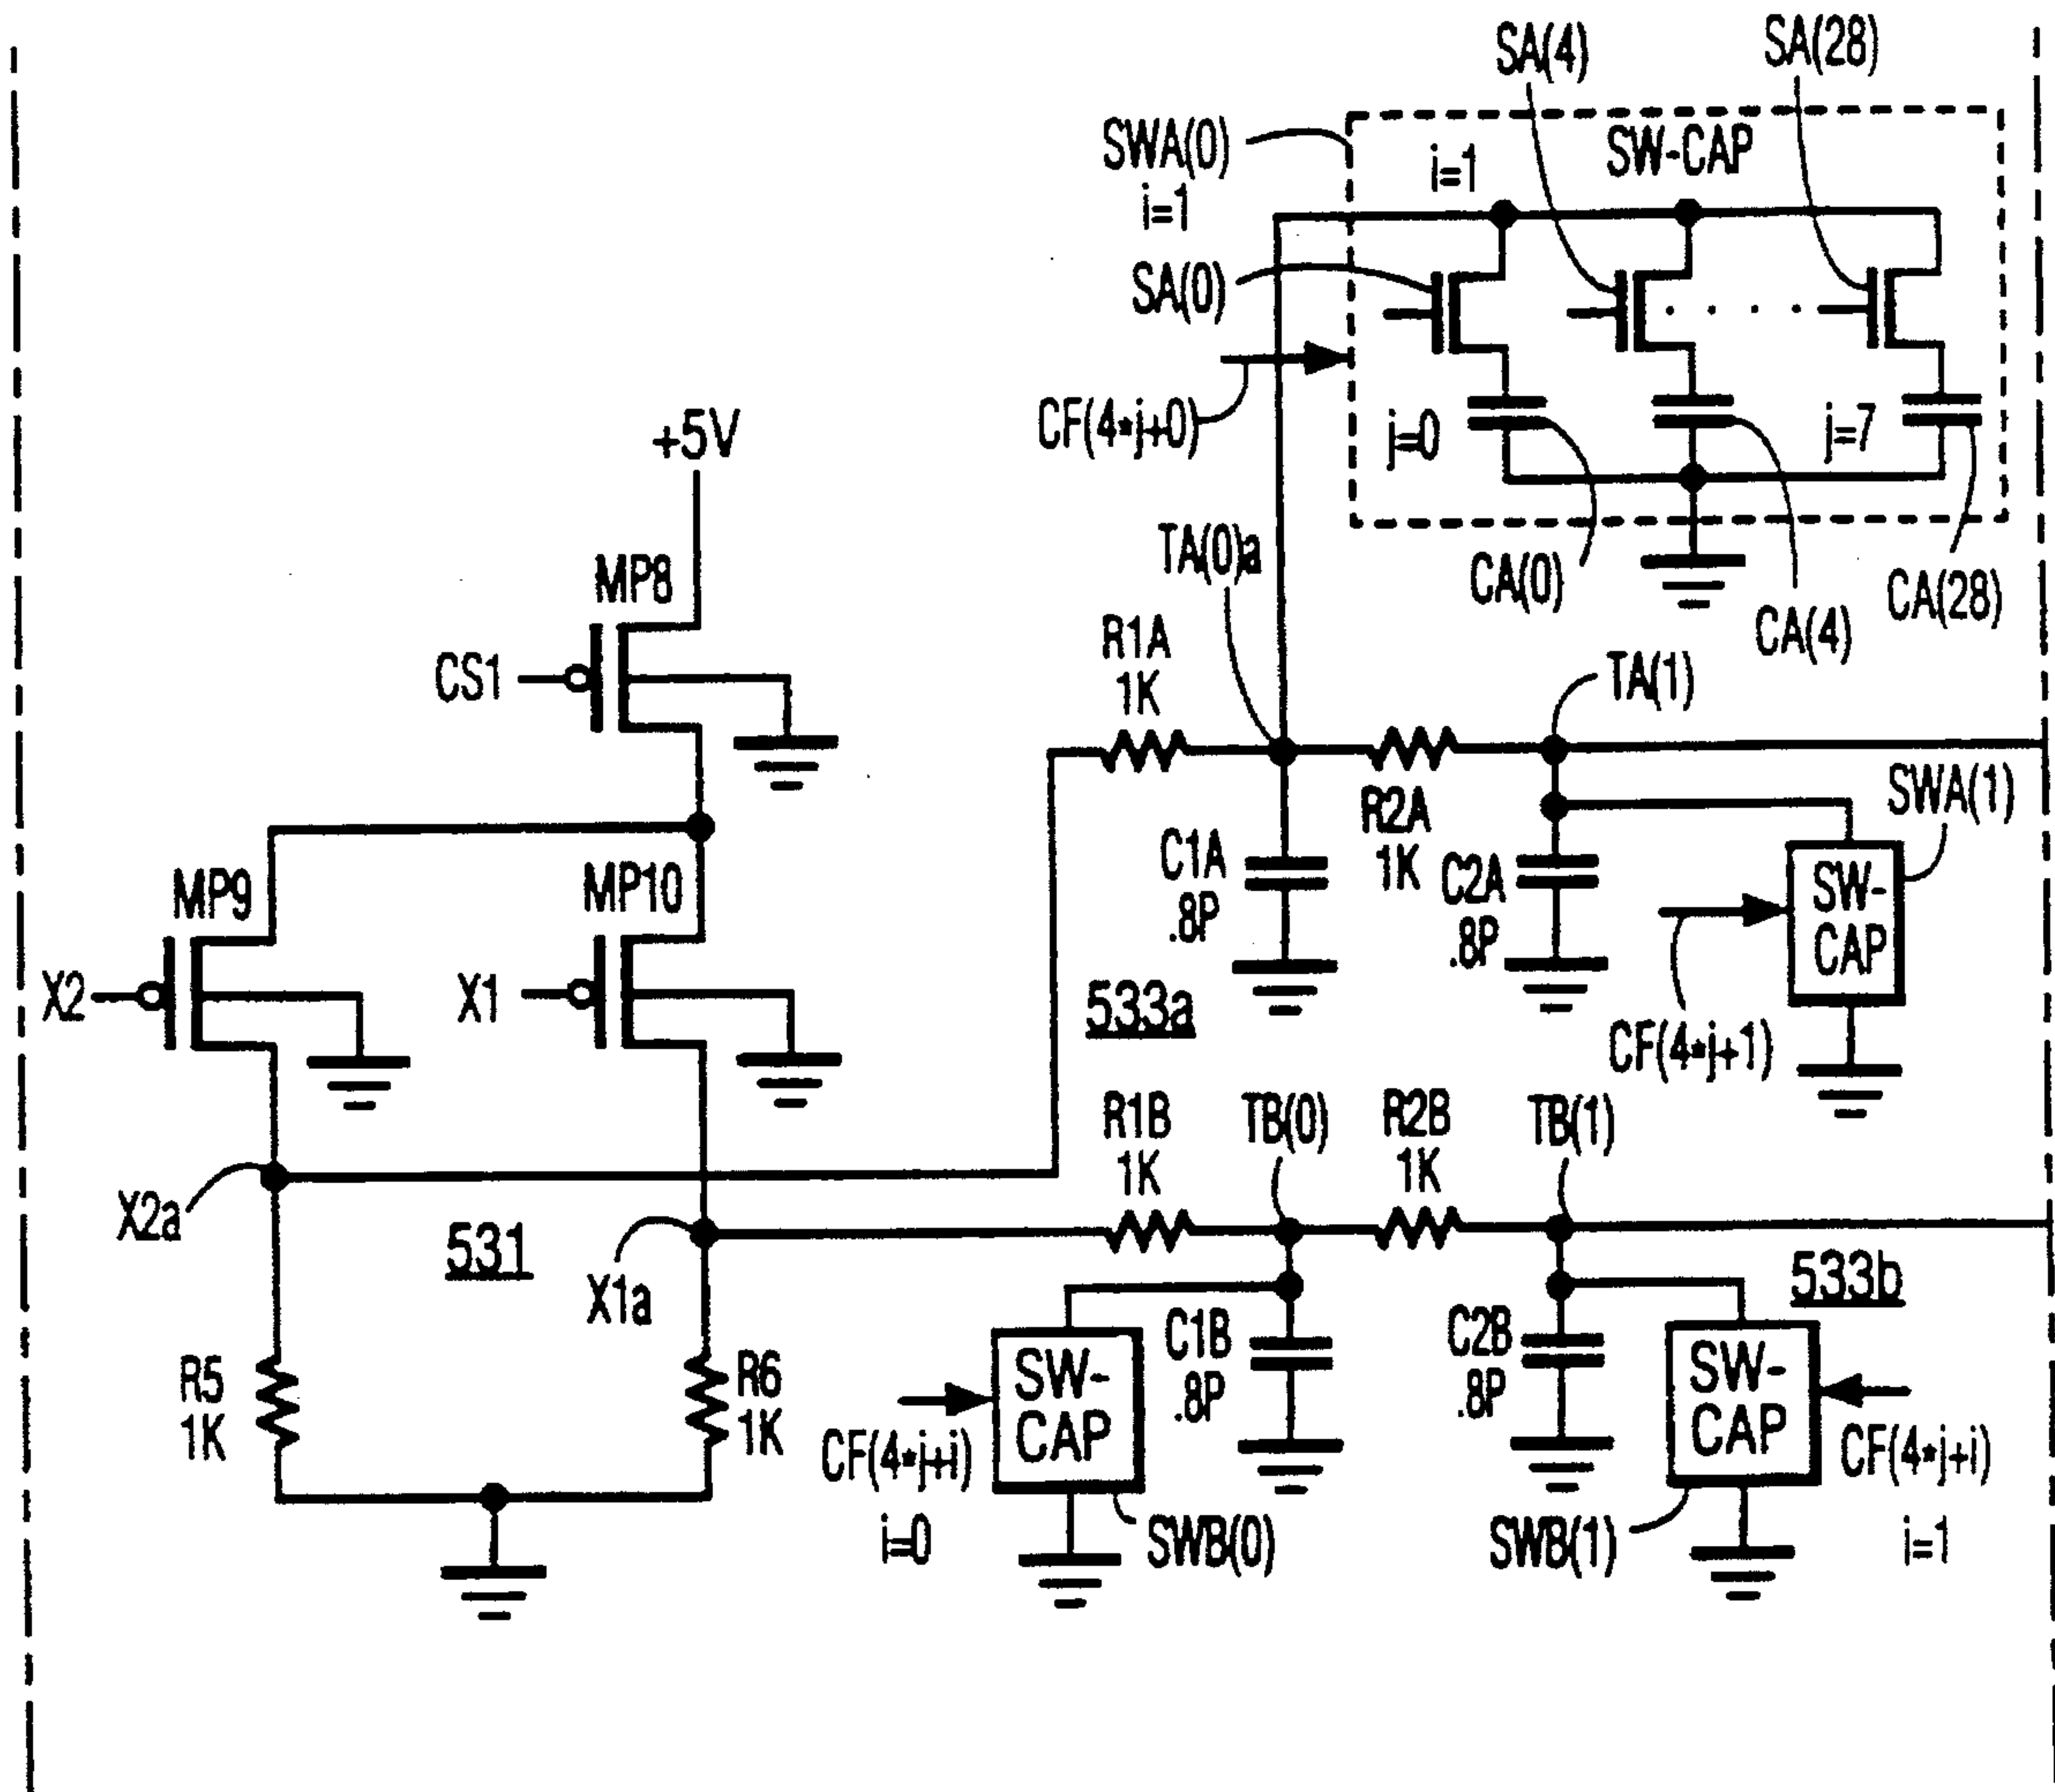 SA(4)
SA(28)
SWA(0)
i=1
i=1
SW-CAP
SA(0)
CF(4*j+0)
j=0
j=7
+5V
TA(0)a
CA(0)
CA(4)
CA(28)
MP8
CS1
R1A
1K
TA(1)
R2A
1K
SWA(1)
C1A
.8P
C2A
.8P
SW-
CAP
MP9
MP10
X2
X1
533a
CF(4*j+1)
R1B
1K
TB(0)
R2B
1K
TB(1)
X2a
531
X1a
533b
R5
1K
R6
1K
SW-
CAP
C1B
.8P
C2B
.8P
SW-
CAP
CF(4*j+i)
i=0
SWB(0)
SWB(1)
CF(4*j+i)
i=1